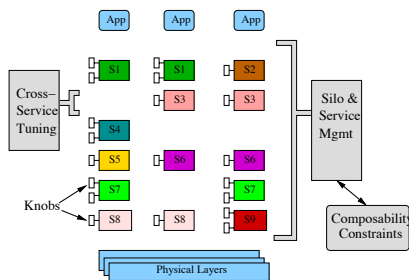 App App App
S1 S1 S2
Cross–
Service
Tuning
S3 S3
Silo &
Service
Mgmt
S4
S5 S6 S6
S7 S7
Knobs
S8 S8 S9
Composability
Constraints
Physical Layers